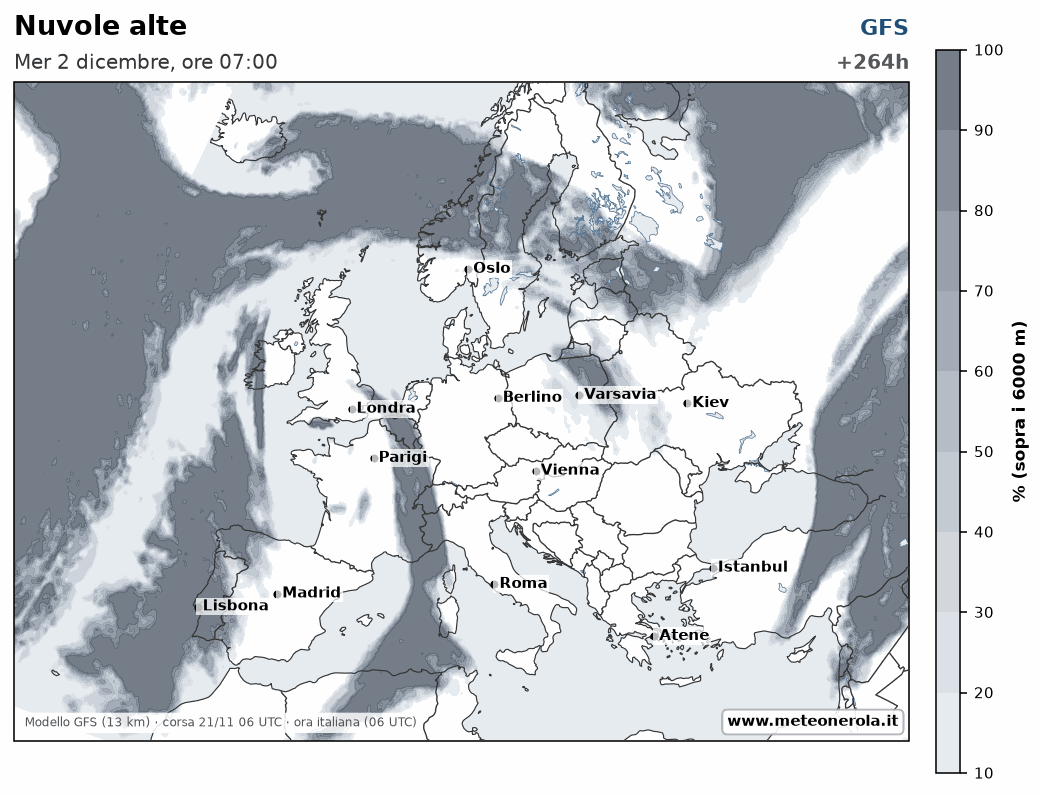 Nuvole alte
GFS
Mer 2 dicembre, ore 07:00
+264h
100
90
80
70
60
50
40
30
20
10
% (sopra i 6000 m)
Oslo
Berlino
Varsavia
Kiev
Londra
Parigi
Vienna
Istanbul
Roma
Madrid
Lisbona
Atene
Modello GFS (13 km) · corsa 21/11 06 UTC · ora italiana (06 UTC)
www.meteonerola.it